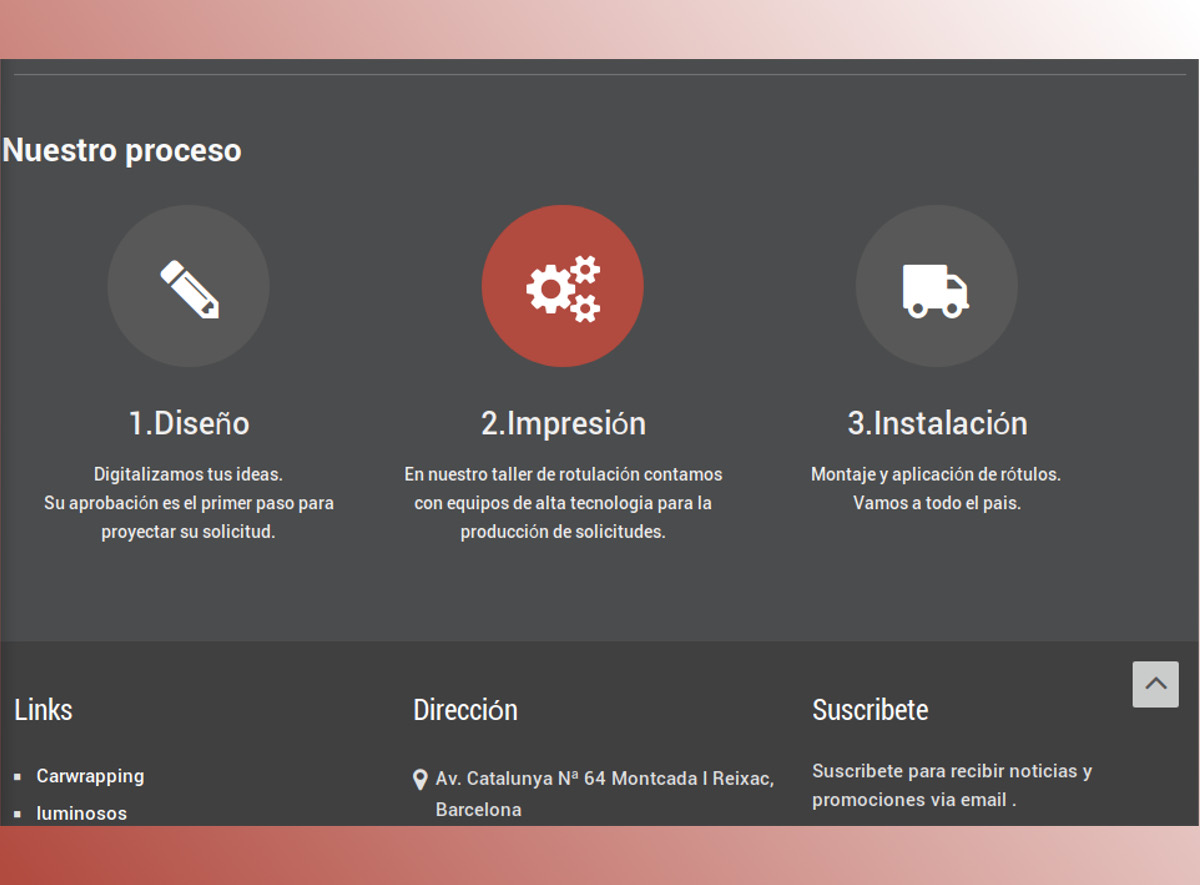 Nuestro proceso
1.Diseño
Digitalizamos tus ideas.
Su aprobación es el primer paso para
proyectar su solicitud.
2.Impresión
En nuestro taller de rotulación contamos
con equipos de alta tecnologia para la
producción de solicitudes.
3.Instalación
Montaje y aplicación de rótulos.
Vamos a todo el pais.
Links
Carwrapping
luminosos
Dirección
Av. Catalunya Nª 64 Montcada I Reixac,
Barcelona
Suscribete
Suscribete para recibir noticias y
promociones via email .